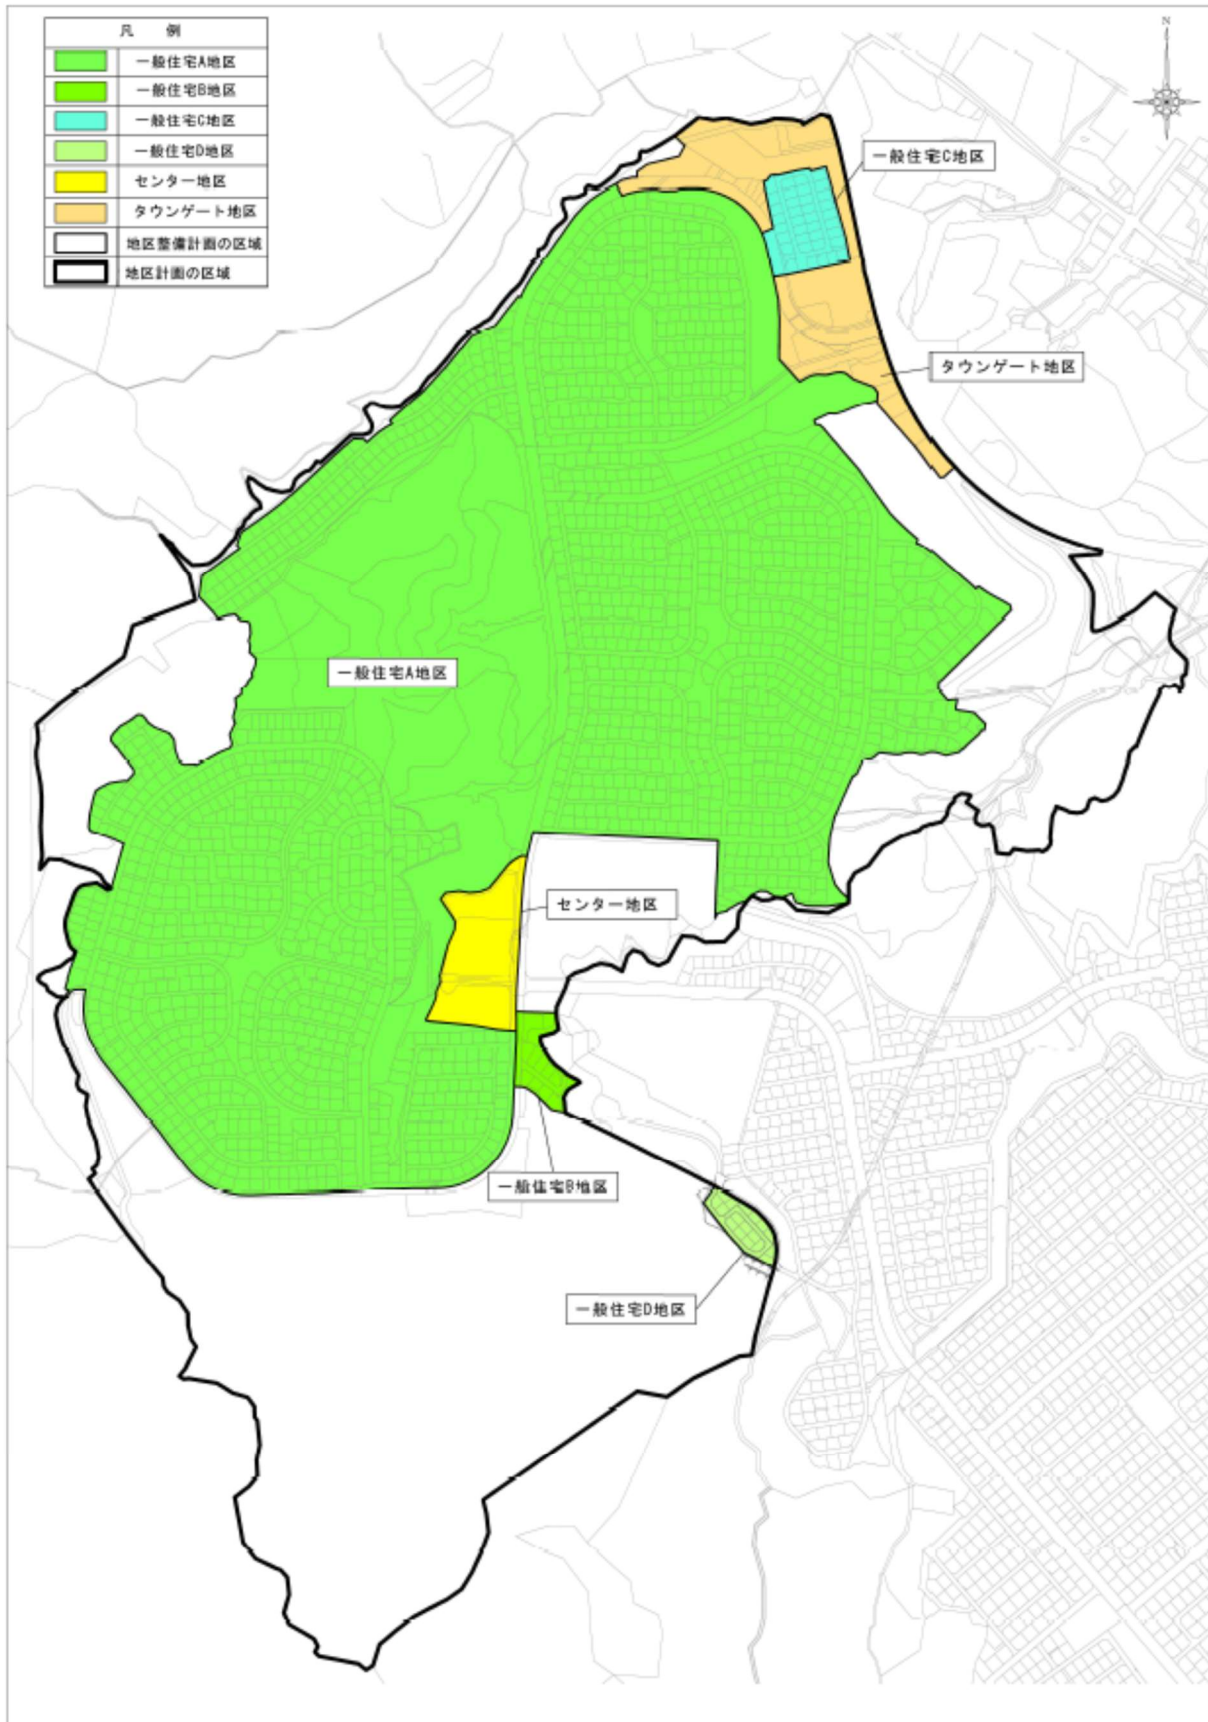 凡 例
一般住宅A地区
一般住宅B地区
一般住宅C地区
一般住宅D地区
センター地区
タウンゲート地区
地区整備計画の区域
地区計画の区域
N
一般住宅C地区
タウンゲート地区
一般住宅A地区
センター地区
一般住宅B地区
一般住宅D地区